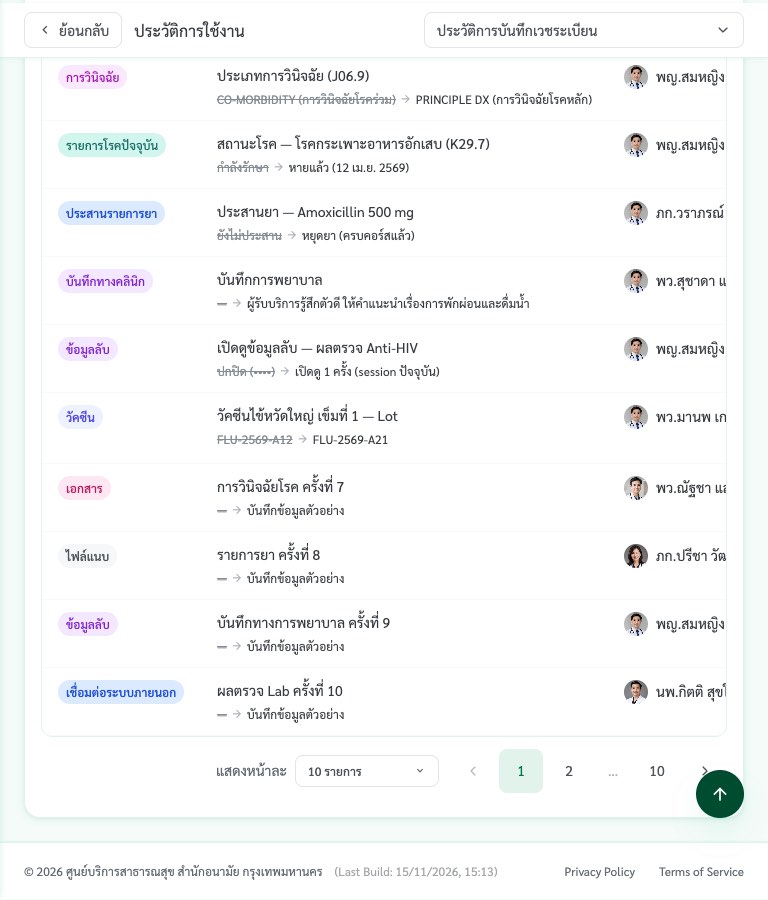 ย้อนกลับ
ประวัติการใช้งาน
ประวัติการบันทึกเวชระเบียน
การวินิจฉัย
ประเภทการวินิจฉัย (J06.9)
พญ.สมหญิง
CO-MORBIDITY (การวินิจฉัยโรคร่วม) → PRINCIPLE DX (การวินิจฉัยโรคหลัก)
รายการโรคปัจจุบัน
สถานะโรค — โรคกระเพาะอาหารอักเสบ (K29.7)
พญ.สมหญิง
กำลังรักษา → หายแล้ว (12 เม.ย. 2569)
ประสานรายการยา
ประสานยา — Amoxicillin 500 mg
ภก.วราภรณ์
ยังไม่ประสาน → หยุดยา (ครบคอร์สแล้ว)
บันทึกทางคลินิก
บันทึกการพยาบาล
พว.สุชาดา แ
— → ผู้รับบริการรู้สึกตัวดี ให้คำแนะนำเรื่องการพักผ่อนและดื่มน้ำ
ข้อมูลลับ
เปิดดูข้อมูลลับ — ผลตรวจ Anti-HIV
พญ.สมหญิง
ปกปิด (••••) → เปิดดู 1 ครั้ง (session ปัจจุบัน)
วัคซีน
วัคซีนไข้หวัดใหญ่ เข็มที่ 1 — Lot
พว.มานพ เก
FLU-2569-A12 → FLU-2569-A21
เอกสาร
การวินิจฉัยโรค ครั้งที่ 7
พว.ณัฐชา แส
— → บันทึกข้อมูลตัวอย่าง
ไฟล์แนบ
รายการยา ครั้งที่ 8
ภก.ปรีชา วัฒ
— → บันทึกข้อมูลตัวอย่าง
ข้อมูลลับ
บันทึกทางการพยาบาล ครั้งที่ 9
พญ.สมหญิง
— → บันทึกข้อมูลตัวอย่าง
เชื่อมต่อระบบภายนอก
ผลตรวจ Lab ครั้งที่ 10
นพ.กิตติ สุข
— → บันทึกข้อมูลตัวอย่าง
แสดงหน้าละ 10 รายการ 1 2 ... 10
© 2026 ศูนย์บริการสาธารณสุข สำนักอนามัย กรุงเทพมหานคร (Last Build: 15/11/2026, 15:13) Privacy Policy Terms of Service